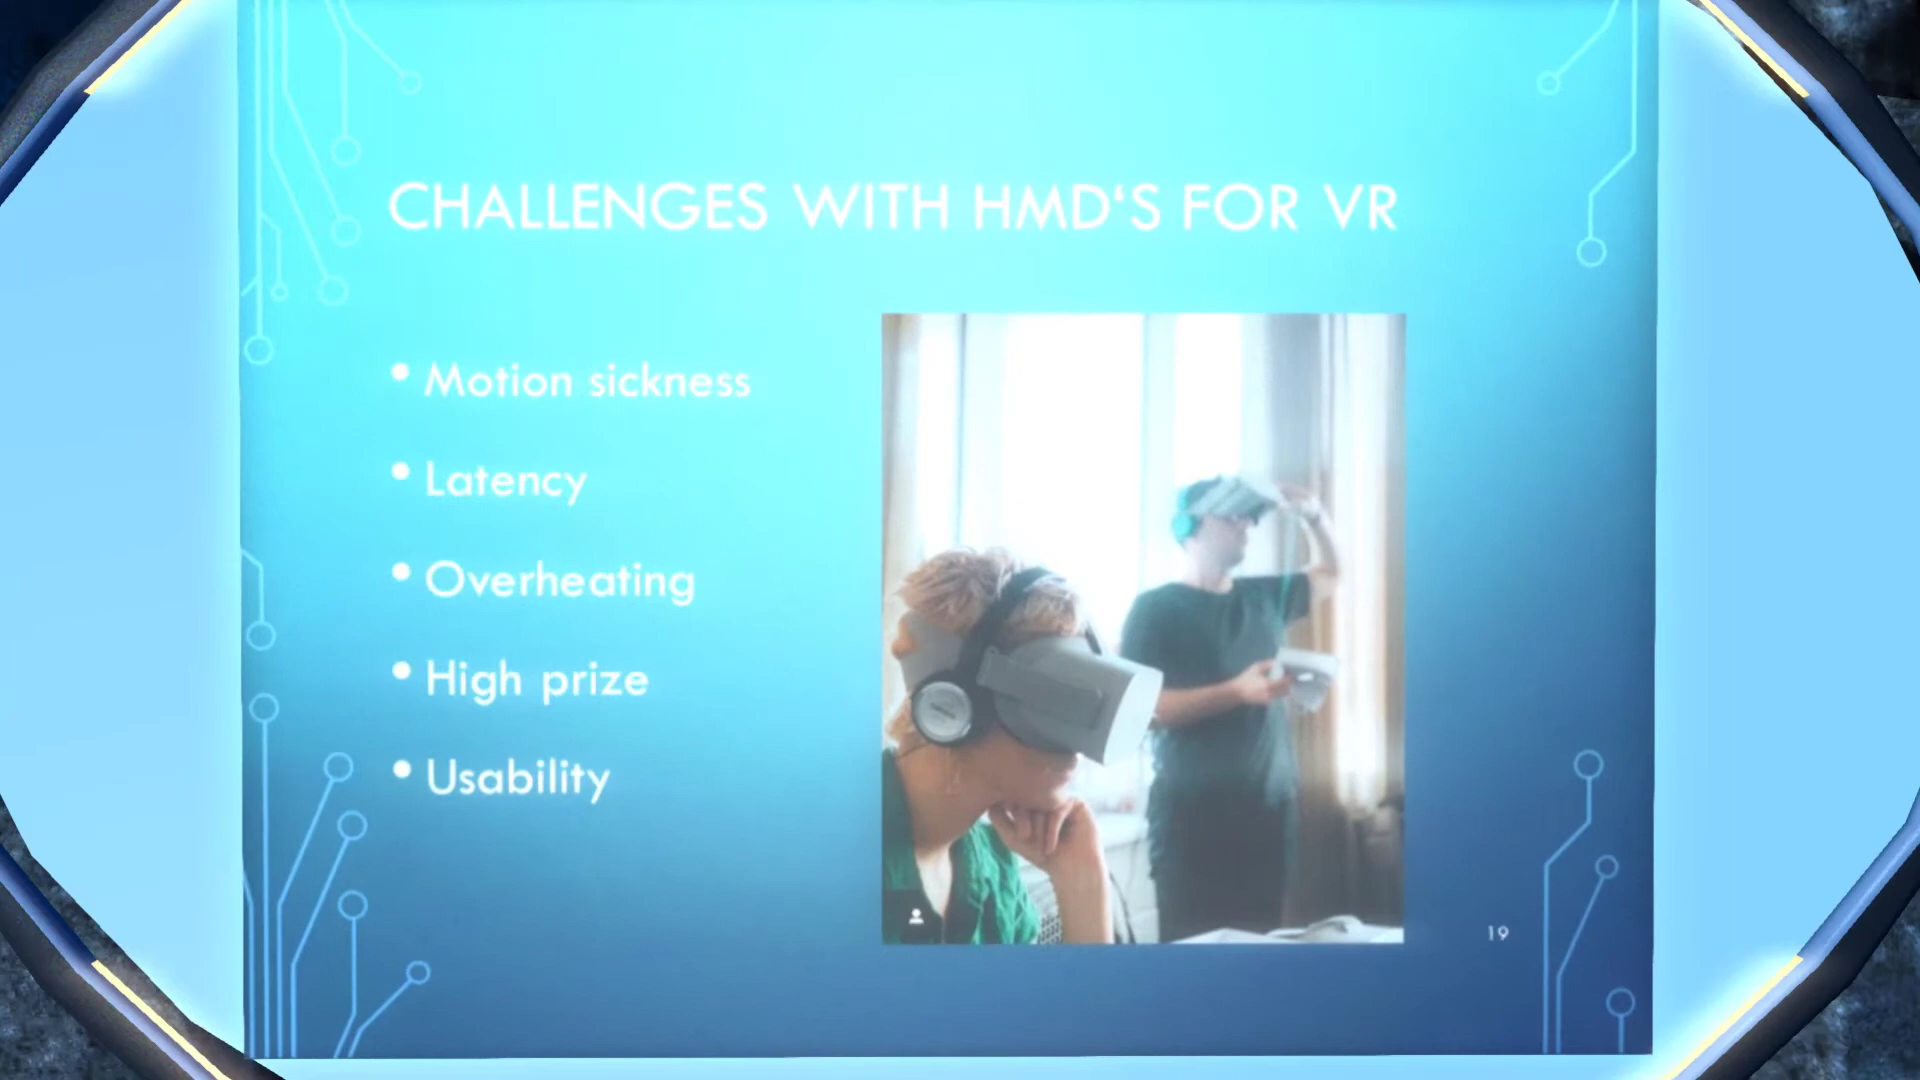 CHALLENGES WITH HMD‘S FOR VR
• Motion sickness
• Latency
• Overheating
• High prize
• Usability
19